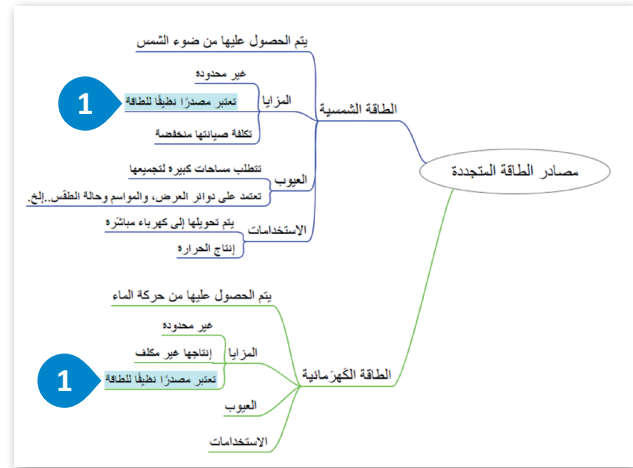 مصادر الطاقة المتجددة
الطاقة الشمسية
يتم الحصول عليها من ضوء الشمس
المزايا
غير محدودة
1
تعتبر مصدرًا نظيفًا للطاقة
تكلفة صيانتها منخفضة
العيوب
تتطلب مساحات كبيرة لتجميعها
تعتمد على دوائر العرض، والمواسم وحالة الطقس..إلخ.
الاستخدامات
يتم تحويلها إلى كهرباء مباشرة
إنتاج الحرارة
الطاقة الكَهرَمائية
يتم الحصول عليها من حركة الماء
المزايا
غير محدودة
إنتاجها غير مكلف
1
تعتبر مصدرًا نظيفًا للطاقة
العيوب
الاستخدامات